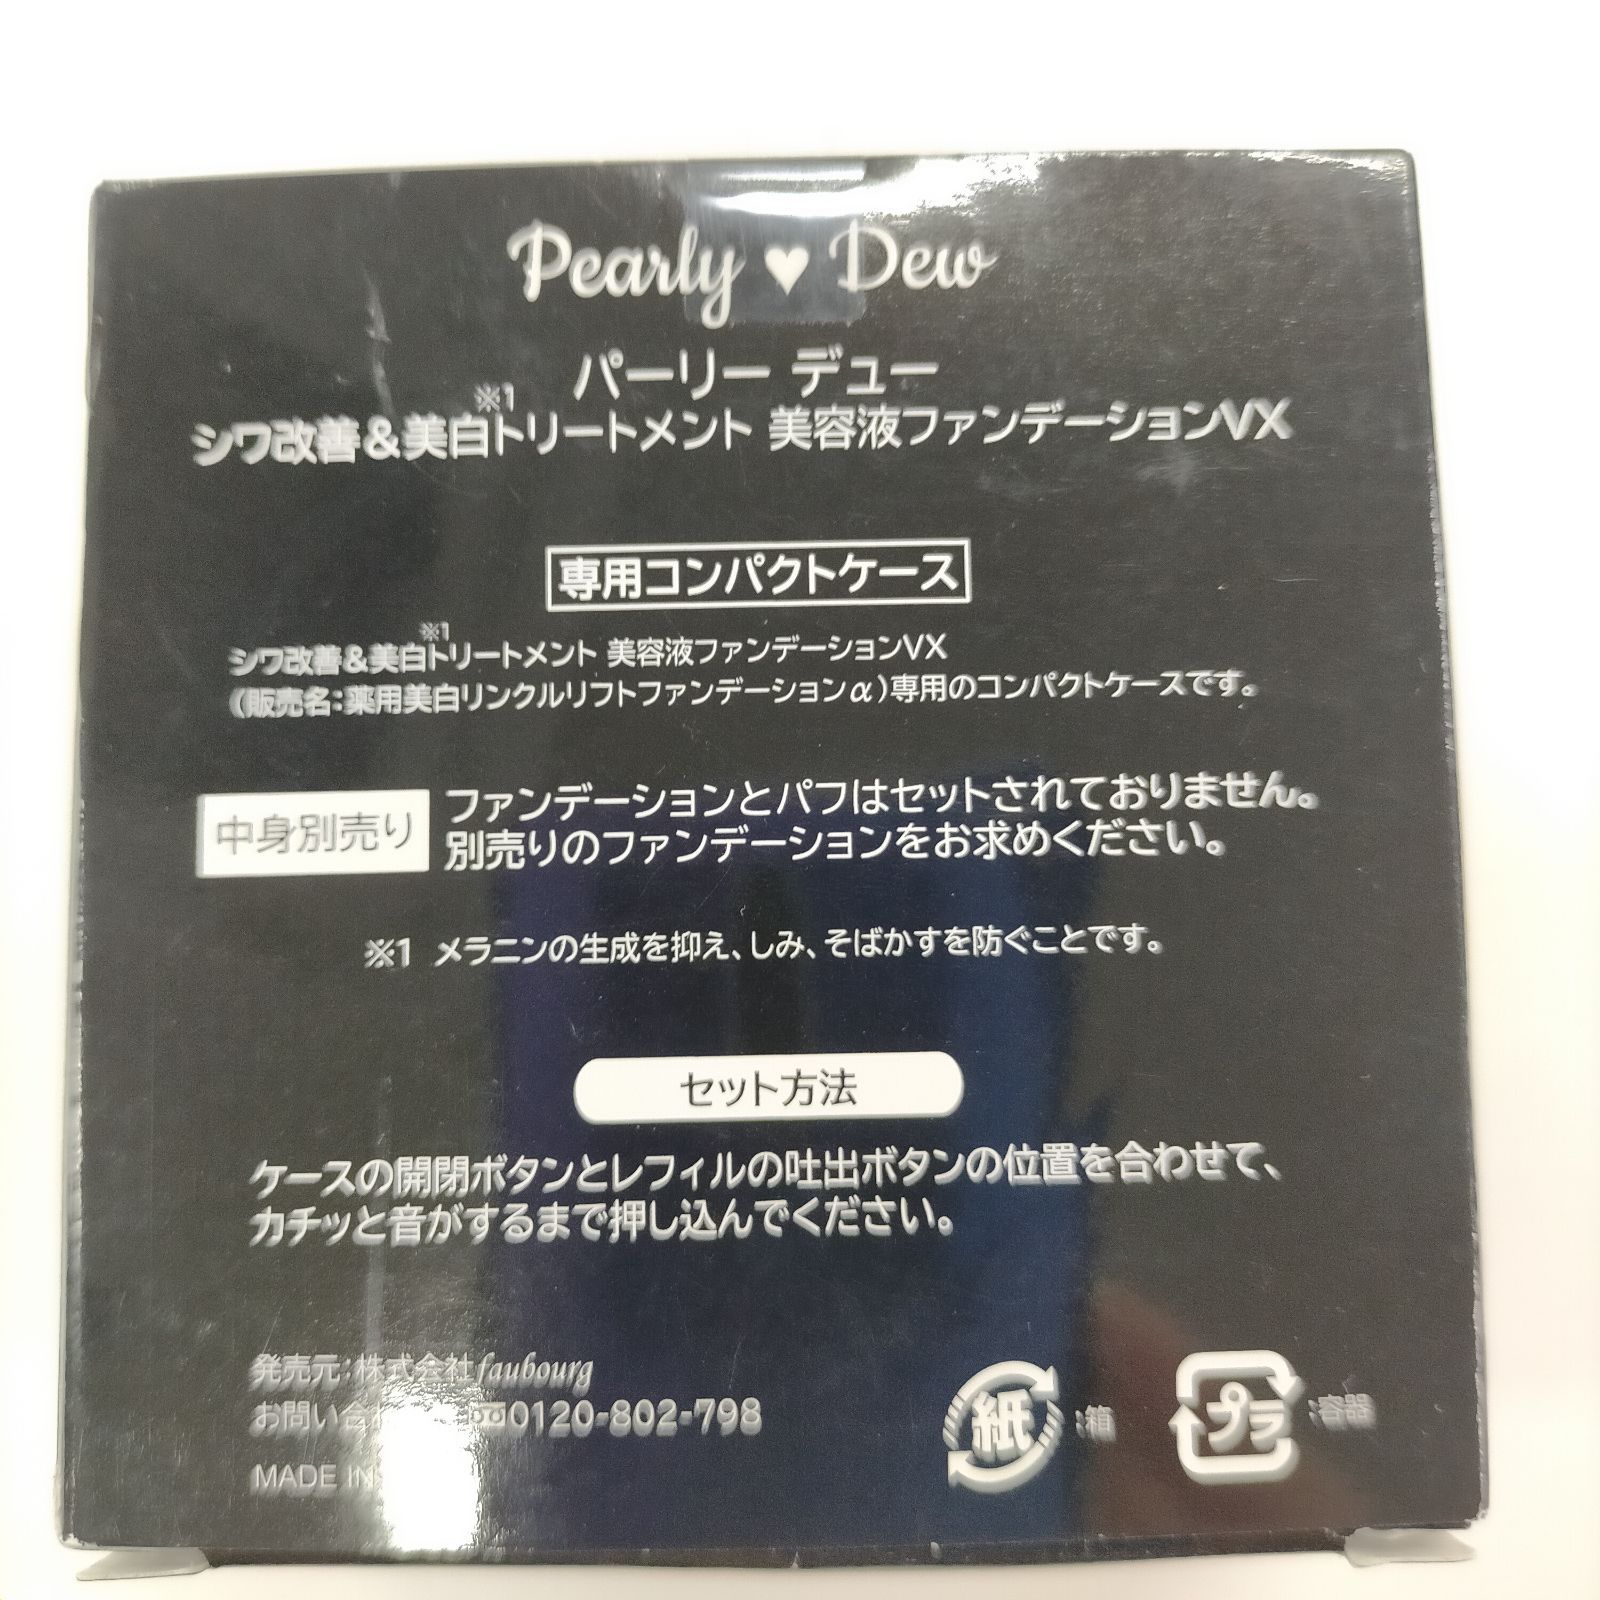 Pearly ♥ Dew
パーリー デュー
シワ改善&美白※1トリートメント 美容液ファンデーションVX
専用コンパクトケース
シワ改善&美白※1トリートメント 美容液ファンデーションVX
(販売名:薬用美白リンクルリフトファンデーションα)専用のコンパクトケースです。
中身別売り
ファンデーションとパフはセットされておりません。
別売りのファンデーションをお求めください。
※1 メラニンの生成を抑え、しみ、そばかすを防ぐことです。
セット方法
ケースの開閉ボタンとレフィルの吐出ボタンの位置を合わせて、
カチッと音がするまで押し込んでください。
発売元:株式会社faubourg
お問い合 0120-802-798
MADE IN
紙:箱
プラ:容器